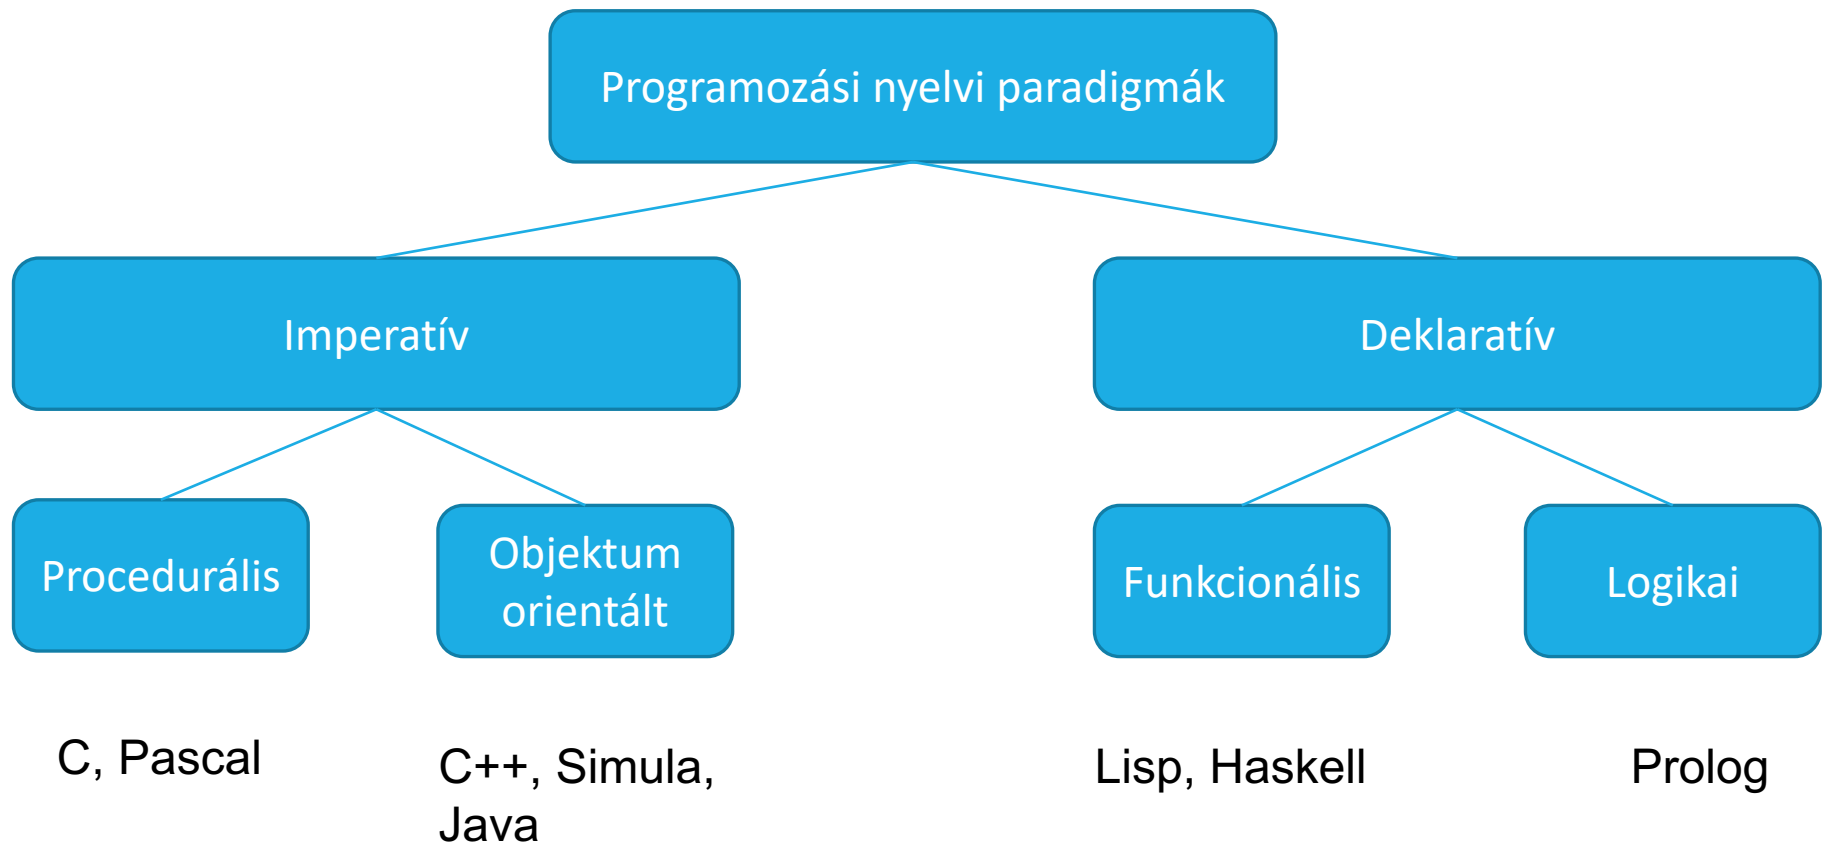 Programozási nyelvi paradigmák
Imperatív
Deklaratív
Procedurális
Objektum
orientált
Funkcionális
Logikai
C, Pascal
C++, Simula,
Java
Lisp, Haskell
Prolog